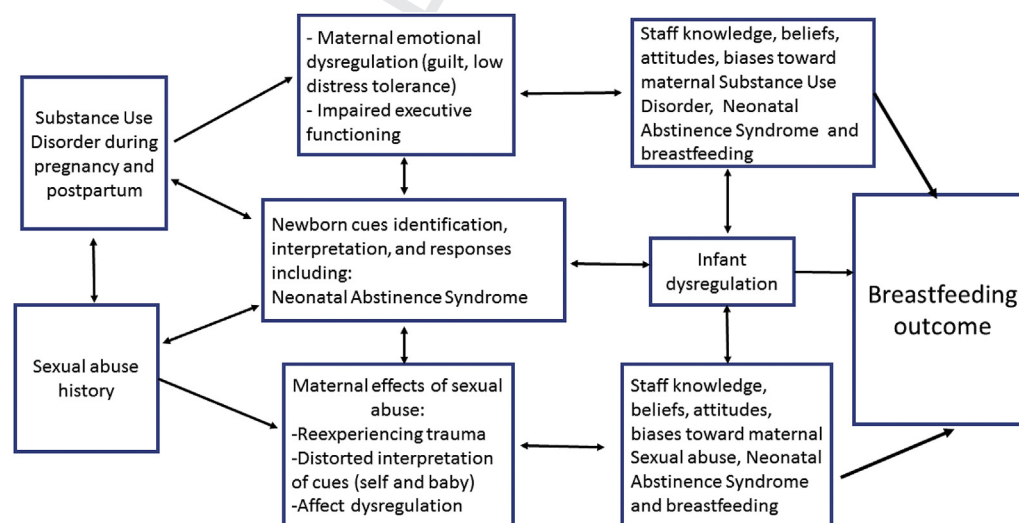 Substance Use
Disorder during
pregnancy and
postpartum
Sexual abuse
history
- Maternal emotional
dysregulation (guilt, low
distress tolerance)
- Impaired executive
functioning
Newborn cues identification,
interpretation, and responses
including:
Neonatal Abstinence Syndrome
Maternal effects of sexual
abuse:
-Reexperiencing trauma
-Distorted interpretation
of cues (self and baby)
-Affect dysregulation
Staff knowledge, beliefs,
attitudes, biases toward
maternal Substance Use
Disorder, Neonatal
Abstinence Syndrome and
breastfeeding
Infant
dysregulation
Staff knowledge,
beliefs, attitudes,
biases toward maternal
Sexual abuse, Neonatal
Abstinence Syndrome
and breastfeeding
Breastfeeding
outcome